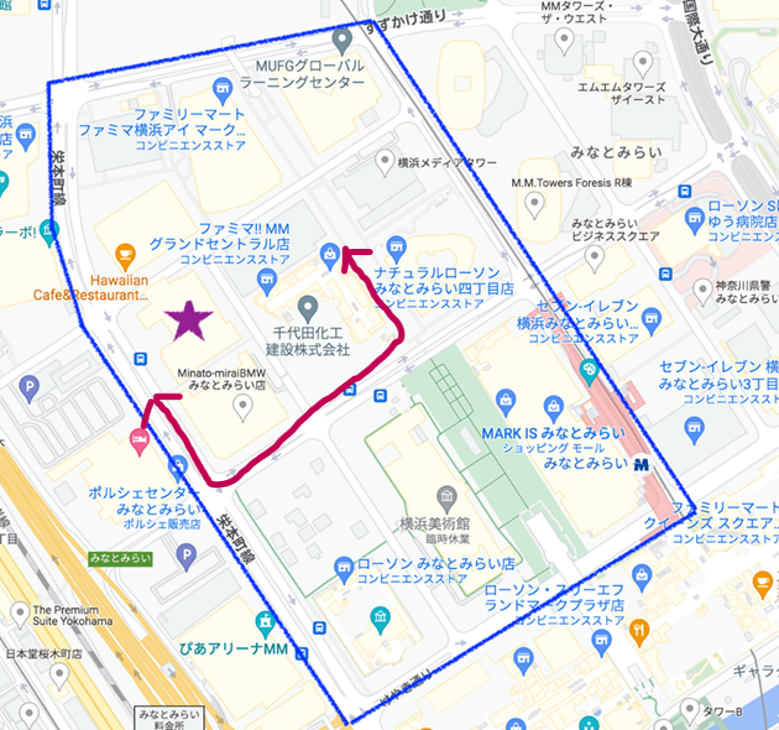 館
すずかけ通り
国際大通り
MMタワーズ・
ザ・ウエスト
MUFGグローバル
ラーニングセンター
エムエムタワーズ
ザイースト
ファミリーマート
ファミマ横浜アイ マーク...
コンビニエンスストア
浜
店
ア
栄本町線
横浜メディアタワー
みなとみらい
M.M.Towers Foresis R棟
ローソン
ゆう病院店
コンビニエンス
ラーポ!
ファミマ!! MM
グランドセントラル店
コンビニエンスストア
みなとみらい
ビジネススクエア
Hawaiian
Cafe&Restaurant...
ナチュラルローソン
みなとみらい四丁目店
コンビニエンスストア
神奈川県警
みなとみらい
セブン-イレブン
横浜みなとみらい...
コンビニエンスストア
千代田化工
建設株式会社
P
Minato-miraiBMW
みなとみらい店
セブン-イレブン 横
みなとみらい3丁目
コンビニエンスス
MARK IS みなとみらい
ショッピング モール
みなとみらい
ポルシェセンター
みなとみらい
ポルシェ販売店
横浜美術館
臨時休業
ファミリーマート
クイーンズ スクエア...
コンビニエンスス
栄本町線
丁目
みなとみらい
P
ローソン みなとみらい店
コンビニエンスストア
ローソン・スリーエフ
ランドマークプラザ店
コンビニエンスストア
The Premium
Suite Yokohama
ぴあアリーナMM
日本堂桜木町店
けやき通り
ギャラ
みなとみらい
料金所
タワーB